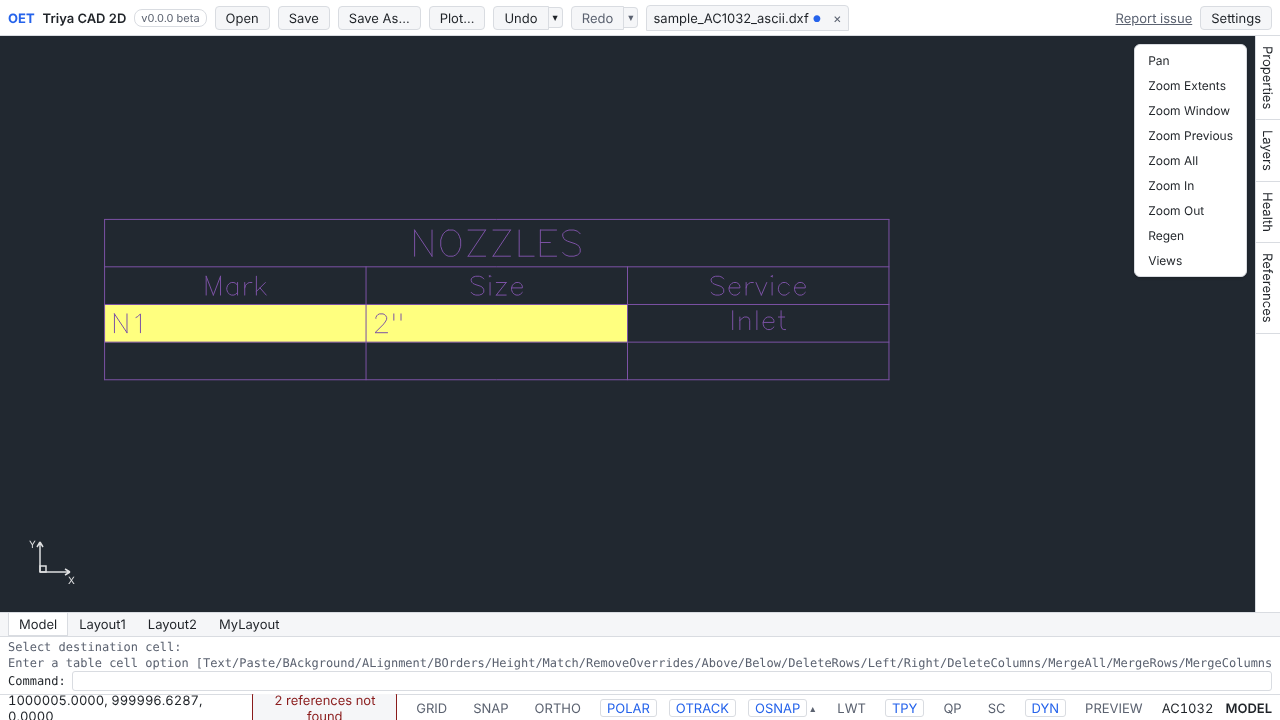 OET Triya CAD 2D v0.0.0 beta Open Save Save As... Plot... Undo ▾ Redo ▾ sample_AC1032_ascii.dxf ● × Report issue Settings
Pan
Zoom Extents
Zoom Window
Zoom Previous
Zoom All
Zoom In
Zoom Out
Regen
Views
Properties
Layers
Health
References
NOZZLES
Mark Size Service
N1 2" Inlet
Y
X
Model Layout1 Layout2 MyLayout
Select destination cell:
Enter a table cell option [Text/Paste/BAckground/ALignment/BOrders/Height/Match/RemoveOverrides/Above/Below/DeleteRows/Left/Right/DeleteColumns/MergeAll/MergeRows/MergeColumns
Command:
1000005.0000, 999996.6287,
0.0000
2 references not
found
GRID SNAP ORTHO POLAR OTRACK OSNAP ▴ LWT TPY QP SC DYN PREVIEW AC1032 MODEL